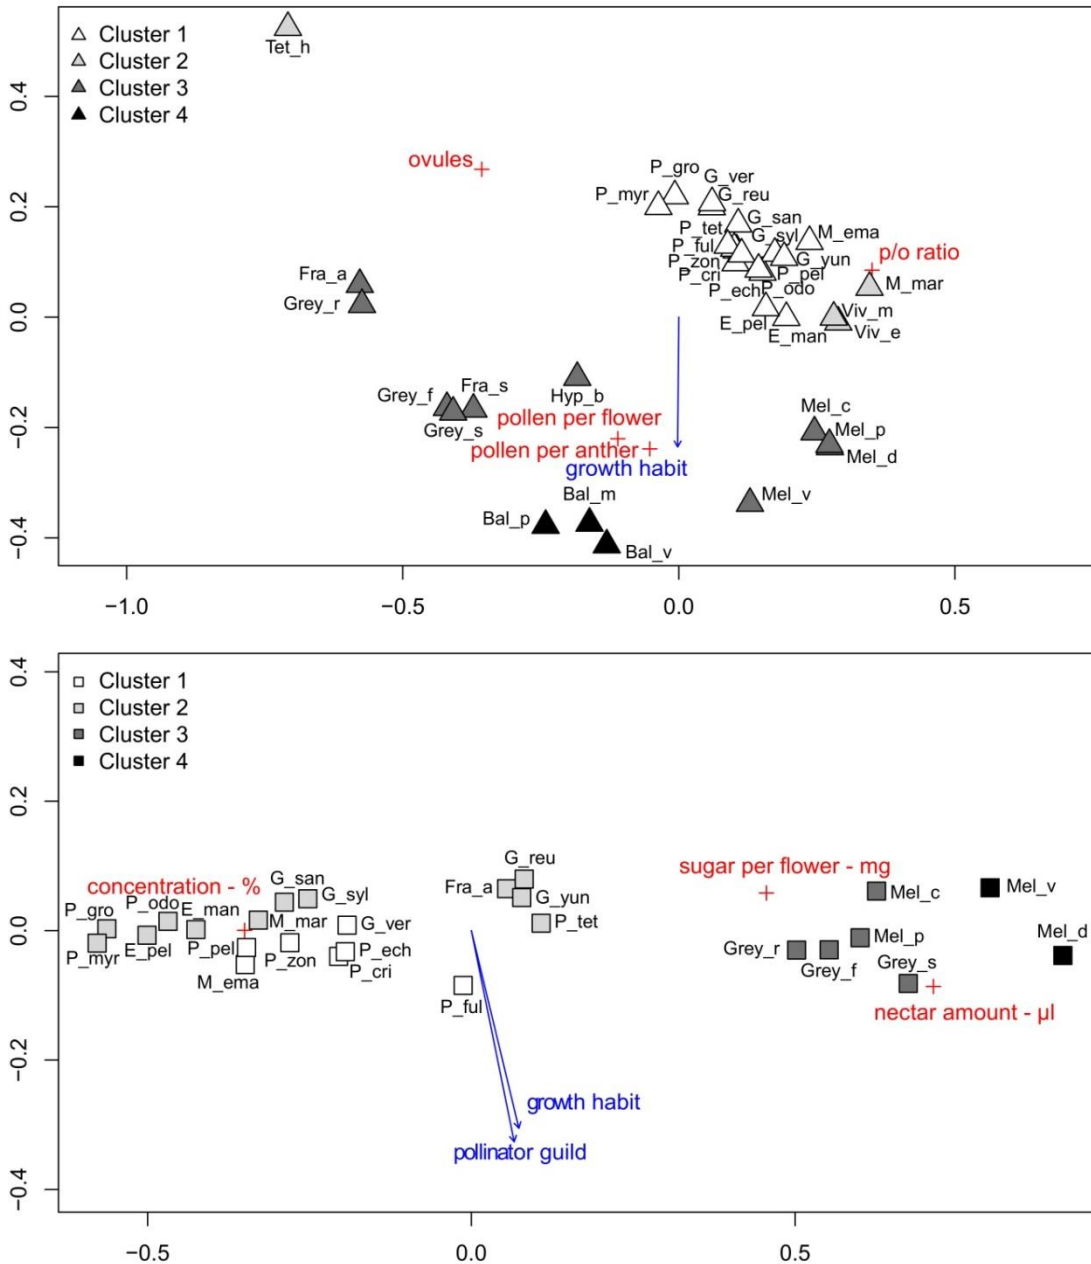 Cluster 1
Cluster 2
Cluster 3
Cluster 4
Tet_h
ovules
P_gro
G_ver
P_myr
G_reu
G_san
P_tet
G_syl
M_ema
P_ful
P_zon
G_yun
p/o ratio
P_cri
P_pel
P_ech
P_odo
M_mar
Fra_a
Grey_r
E_pel
E_man
Viv_m
Viv_e
Grey_f
Fra_s
Hyp_b
Grey_s
pollen per flower
pollen per anther
growth habit
Mel_c
Mel_p
Mel_d
Mel_v
Bal_m
Bal_p
Bal_v
0.4
0.2
0.0
−0.2
−0.4
−1.0 −0.5 0.0 0.5
Cluster 1
Cluster 2
Cluster 3
Cluster 4
concentration - %
G_san
G_syl
P_gro
P_odo
E_man
M_mar
G_ver
P_myr
E_pel
P_pel
P_zon
P_ech
M_ema
P_cri
P_ful
G_reu
Fra_a
G_yun
P_tet
sugar per flower - mg
Mel_c
Mel_v
Grey_r
Grey_f
Mel_p
Grey_s
Mel_d
nectar amount - µl
growth habit
pollinator guild
0.4
0.2
0.0
−0.2
−0.4
−0.5 0.0 0.5